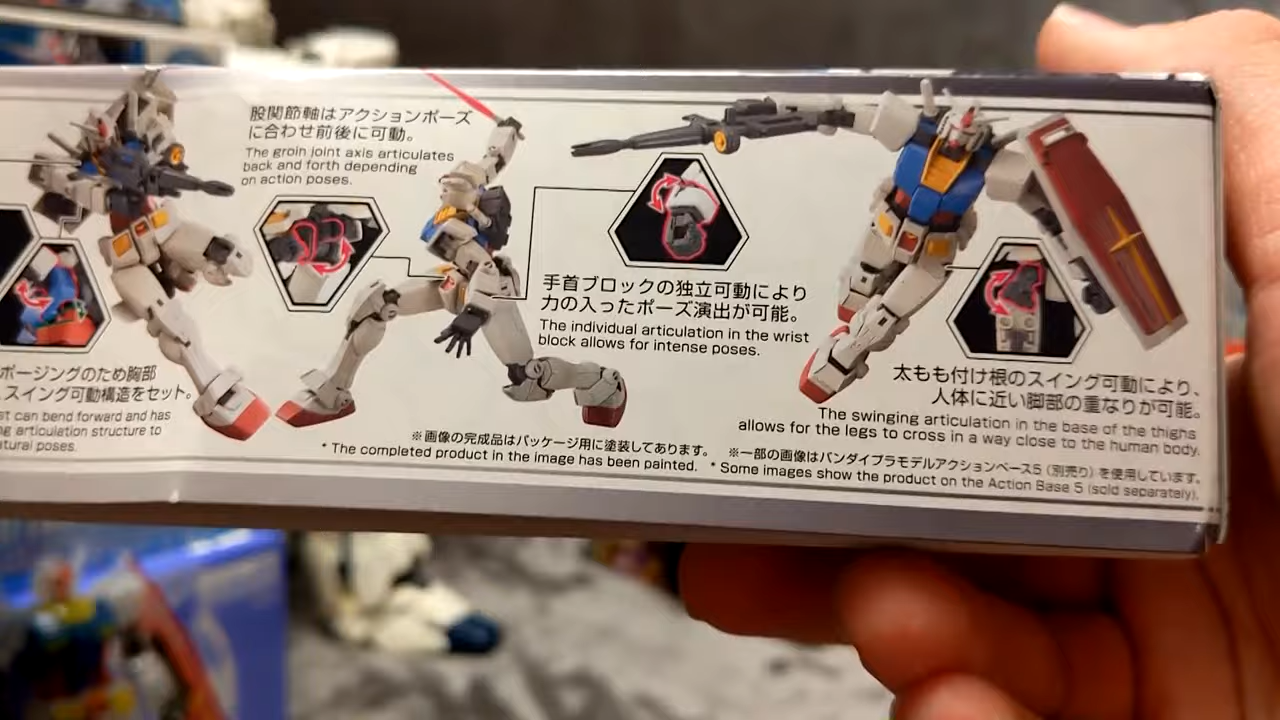 股関節軸はアクションポーズ
に合わせ前後に可動。
The groin joint axis articulates
back and forth depending
on action poses.
手首ブロックの独立可動により
力の入ったポーズ演出が可能。
The individual articulation in the wrist
block allows for intense poses.
ポージングのため胸部
スイング可動構造をセット。
st can bend forward and has
ng articulation structure to
atural poses.
太もも付け根のスイング可動により、
人体に近い脚部の重なりが可能。
The swinging articulation in the base of the thighs
allows for the legs to cross in a way close to the human body.
※画像の完成品はパッケージ用に塗装してあります。
* The completed product in the image has been painted.
※一部の画像はバンダイプラモデルアクションベース5（別売り）を使用しています。
* Some images show the product on the Action Base 5 (sold separately).